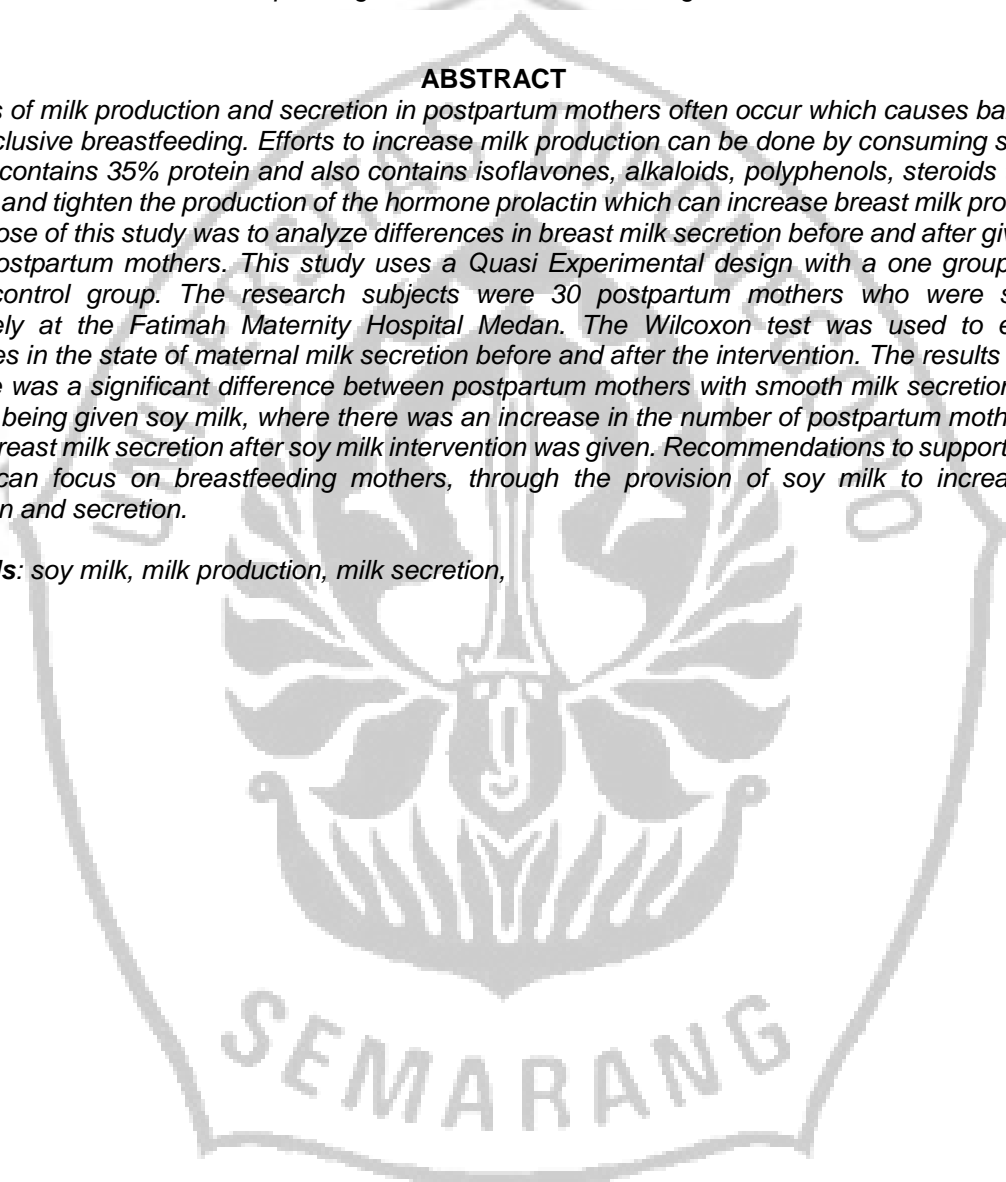 ABSTRACT
s of milk production and secretion in postpartum mothers often occur which causes
clusive breastfeeding. Efforts to increase milk production can be done by consuming
contains 35% protein and also contains isoflavones, alkaloids, polyphenols, steroids
and tighten the production of the hormone prolactin which can increase breast milk
ose of this study was to analyze differences in breast milk secretion before and after
ostpartum mothers. This study uses a Quasi Experimental design with a one group
control group. The research subjects were 30 postpartum mothers who were
ely at the Fatimah Maternity Hospital Medan. The Wilcoxon test was used to
es in the state of maternal milk secretion before and after the intervention. The results
e was a significant difference between postpartum mothers with smooth milk secretion
being given soy milk, where there was an increase in the number of postpartum
reast milk secretion after soy milk intervention was given. Recommendations to support
can focus on breastfeeding mothers, through the provision of soy milk to
n and secretion.
ds: soy milk, milk production, milk secretion,
UNIVERSITAS DIPONEGORO
SEMARANG